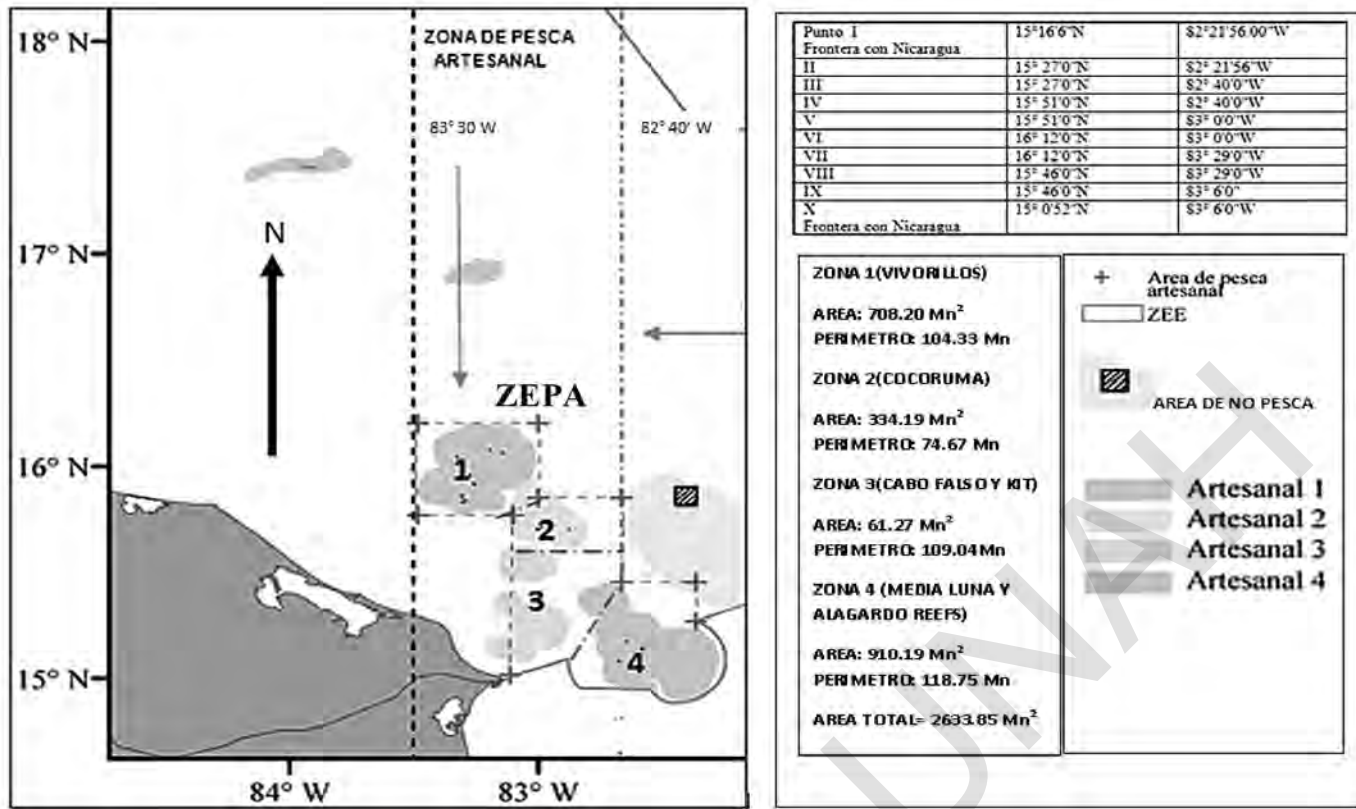 18° N
17° N
16° N
15° N
84° W
83° W
ZONA DE PESCA
ARTESANAL
83° 30 W
82° 40' W
N
ZEPA
1
2
3
4
Punto I 15°16'6"N 82°21'56.00"W
Frontera con Nicaragua
II 15° 27'0"N 82° 21'56"W
III 15° 27'0"N 82° 40'0"W
IV 15° 51'0"N 82° 40'0"W
V 15° 51'0"N 83° 0'0"W
VI 16° 12'0"N 83° 0'0"W
VII 16° 12'0"N 83° 29'0"W
VIII 15° 46'0"N 83° 29'0"W
IX 15° 46'0"N 83° 6'0"
X 15° 0'52"N 83° 6'0"W
Frontera con Nicaragua
ZONA 1(VIVORILLOS)
AREA: 708.20 Mn²
PERIMETRO: 104.33 Mn
ZONA 2(COCORUMA)
AREA: 334.19 Mn²
PERIMETRO: 74.67 Mn
ZONA 3(CABO FALSO Y KIT)
AREA: 61.27 Mn²
PERIMETRO: 109.04 Mn
ZONA 4 (MEDIA LUNA Y
ALAGARDO REEFS)
AREA: 910.19 Mn²
PERIMETRO: 118.75 Mn
AREA TOTAL= 2633.85 Mn²
Area de pesca
artesanal
ZEE
AREA DE NO PESCA
Artesanal 1
Artesanal 2
Artesanal 3
Artesanal 4
UNAH